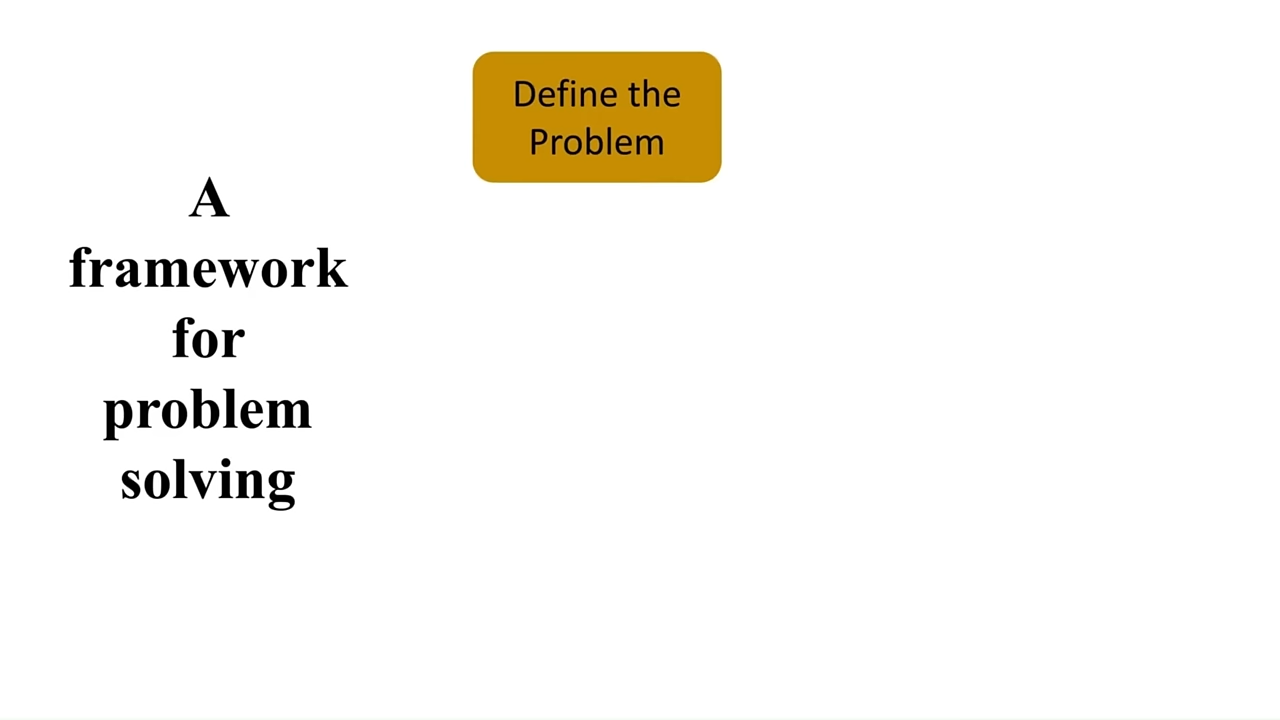 A
framework
for
problem
solving
Define the
Problem